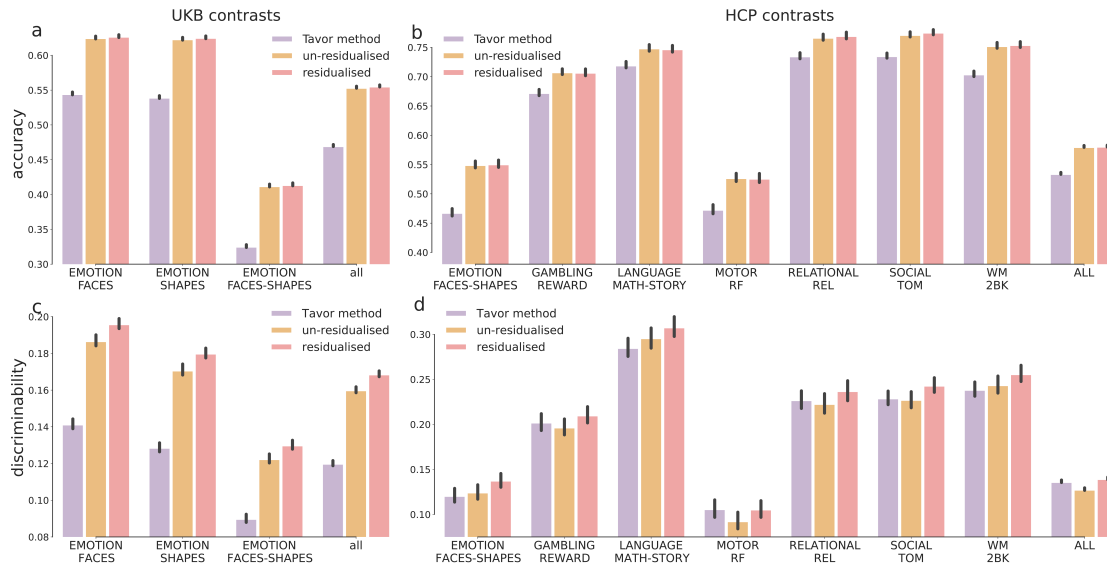 UKB contrasts
HCP contrasts
a
accuracy
0.60
0.55
0.50
0.45
0.40
0.35
0.30
Tavor method
un-residualised
residualised
EMOTION
FACES
EMOTION
SHAPES
EMOTION
FACES-SHAPES
all
b
0.75
0.70
0.65
0.60
0.55
0.50
0.45
0.40
Tavor method
un-residualised
residualised
EMOTION
FACES-SHAPES
GAMBLING
REWARD
LANGUAGE
MATH-STORY
MOTOR
RF
RELATIONAL
REL
SOCIAL
TOM
WM
2BK
ALL
c
discriminability
0.20
0.18
0.16
0.14
0.12
0.10
0.08
Tavor method
un-residualised
residualised
EMOTION
FACES
EMOTION
SHAPES
EMOTION
FACES-SHAPES
all
d
0.30
0.25
0.20
0.15
0.10
Tavor method
un-residualised
residualised
EMOTION
FACES-SHAPES
GAMBLING
REWARD
LANGUAGE
MATH-STORY
MOTOR
RF
RELATIONAL
REL
SOCIAL
TOM
WM
2BK
ALL